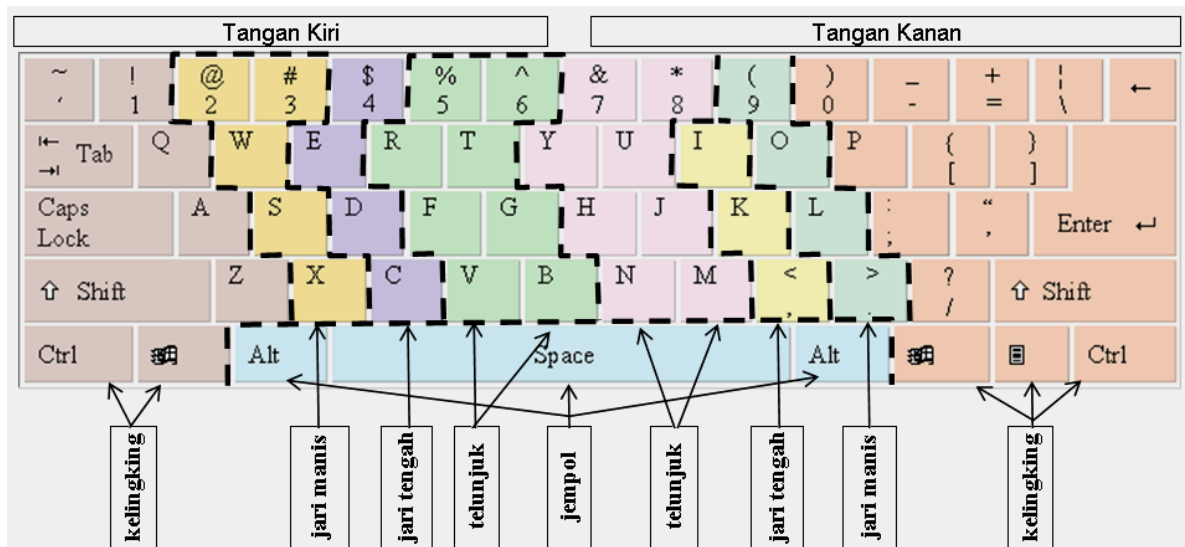 Tangan Kiri Tangan Kanan
~ ! @ # $ % ^ & * ( ) _ + ¦ ←
‘ 1 2 3 4 5 6 7 8 9 0 - = \
Tab Q W E R T Y U I O P { }
[ ]
Caps A S D F G H J K L : “
Lock ; ’ Enter
Shift Z X C V B N M < > ? Shift
, . /
Ctrl Alt Space Alt Ctrl
kelingking
jari manis
jari tengah
telunjuk
jempol
telunjuk
jari tengah
jari manis
kelingking